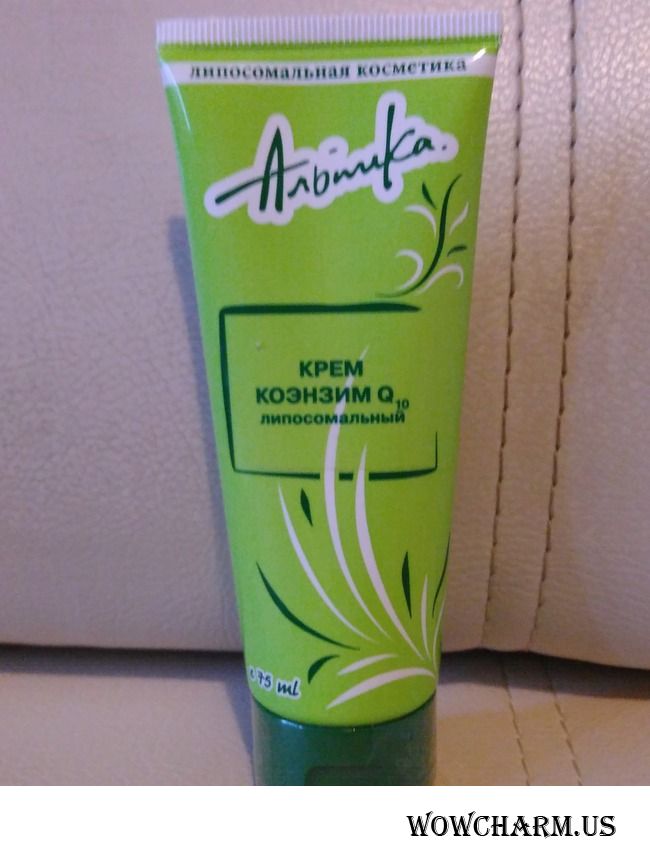 липосомальная косметика
Альпика
КРЕМ
КОЭНЗИМ Q10
липосомальный
75 ml
WOWCHARM.US